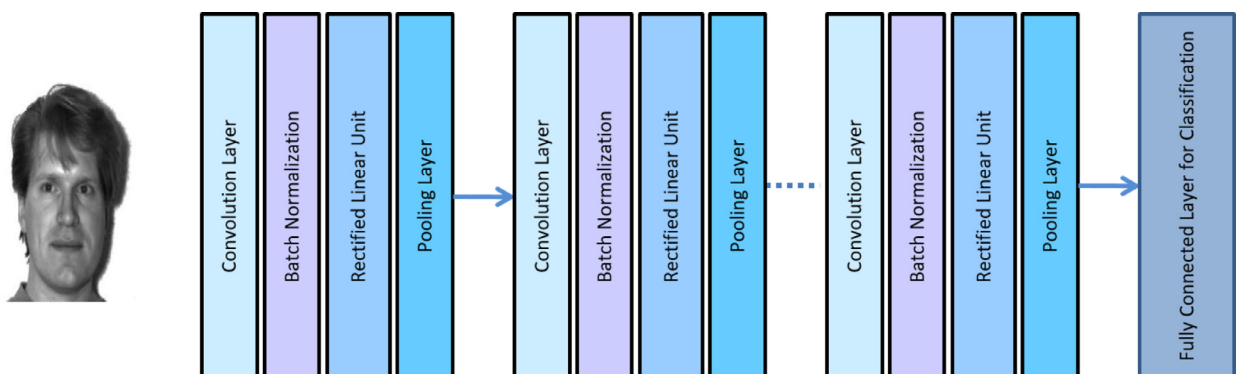 Convolution Layer
Batch Normalization
Rectified Linear Unit
Pooling Layer
Convolution Layer
Batch Normalization
Rectified Linear Unit
Pooling Layer
Convolution Layer
Batch Normalization
Rectified Linear Unit
Pooling Layer
Fully Connected Layer for Classification